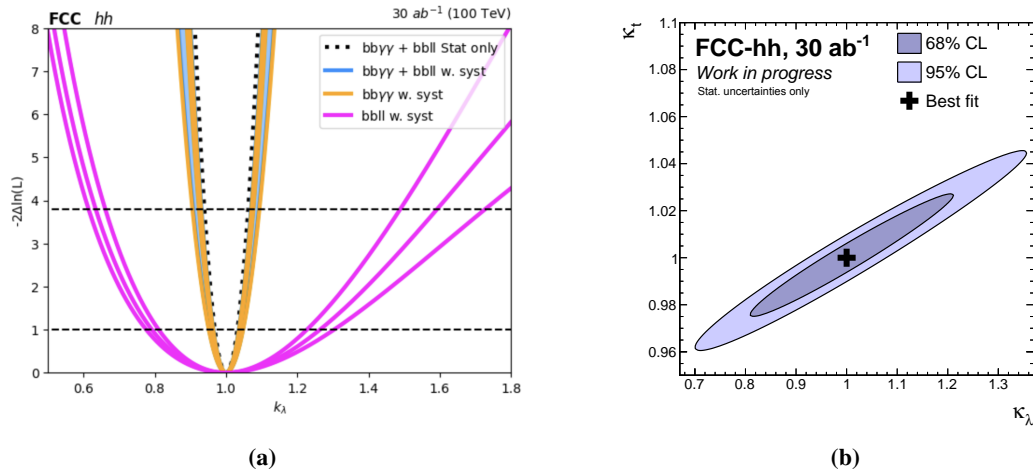 FCC hh
30 ab⁻¹ (100 TeV)
8
7
6
5
4
3
2
1
0
-2Δln(L)
bbγγ + bbll Stat only
bbγγ + bbll w. syst
bbγγ w. syst
bbll w. syst
0.6 0.8 1.0 1.2 1.4 1.6 1.8
k_λ
(a)
κ_t
1.1
1.08
1.06
1.04
1.02
1
0.98
0.96
FCC-hh, 30 ab⁻¹
Work in progress
Stat. uncertainties only
68% CL
95% CL
Best fit
0.7 0.8 0.9 1 1.1 1.2 1.3
κ_λ
(b)